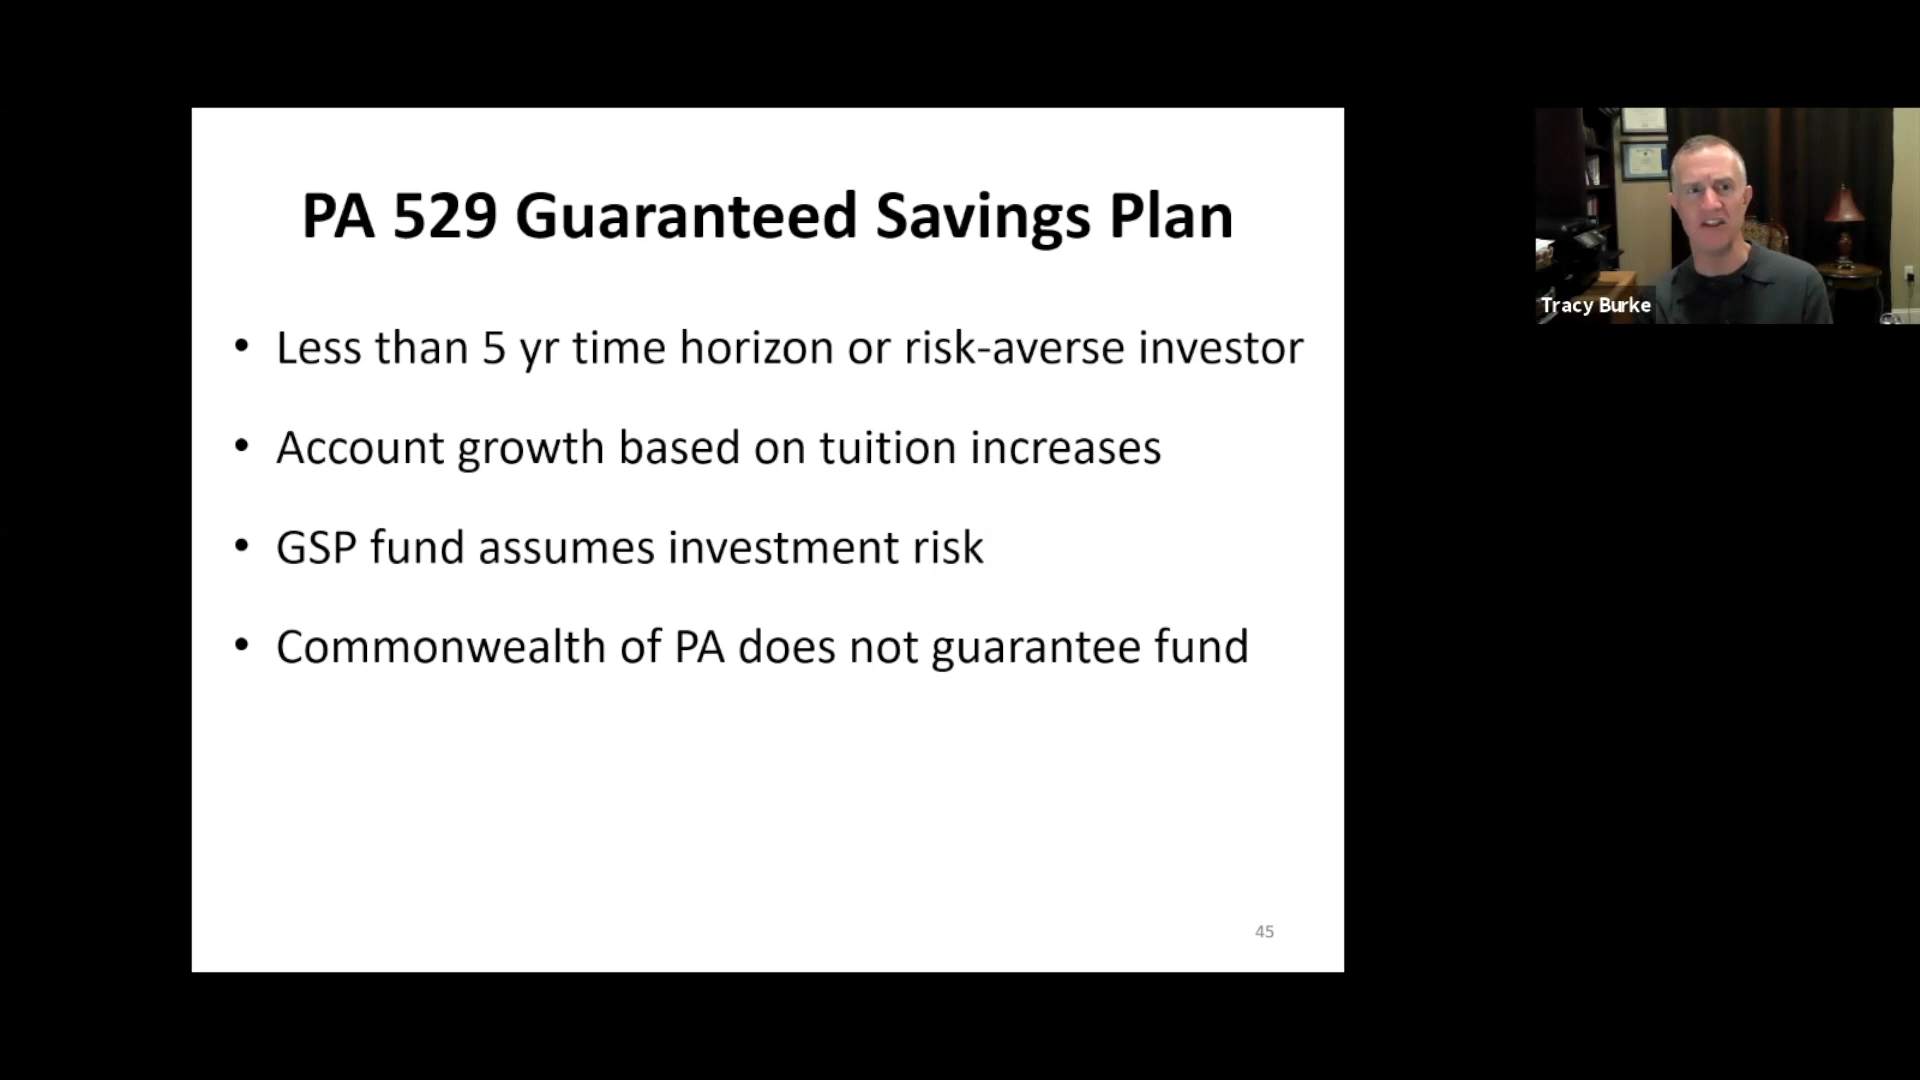 PA 529 Guaranteed Savings Plan
• Less than 5 yr time horizon or risk-averse investor
• Account growth based on tuition increases
• GSP fund assumes investment risk
• Commonwealth of PA does not guarantee fund
45
Tracy Burke